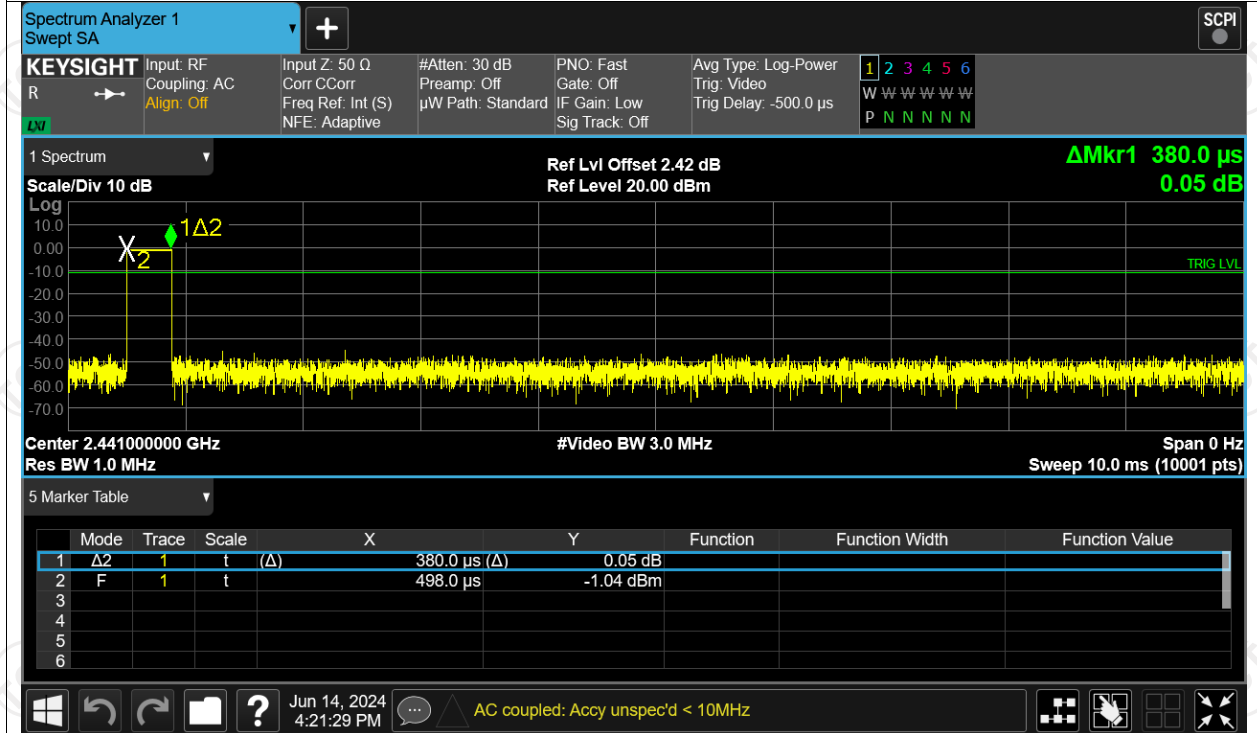 Spectrum Analyzer 1
Swept SA
+
SCPI
KEYSIGHT
R
LXI
Input: RF
Coupling: AC
Align: Off
Input Z: 50 Ω
Corr CCorr
Freq Ref: Int (S)
NFE: Adaptive
#Atten: 30 dB
Preamp: Off
µW Path: Standard
PNO: Fast
Gate: Off
IF Gain: Low
Sig Track: Off
Avg Type: Log-Power
Trig: Video
Trig Delay: -500.0 µs
1 2 3 4 5 6
W W W W W W
P N N N N N
1 Spectrum
Scale/Div 10 dB
Ref Lvl Offset 2.42 dB
Ref Level 20.00 dBm
ΔMkr1 380.0 µs
0.05 dB
Log
10.0
0.00
-10.0
-20.0
-30.0
-40.0
-50.0
-60.0
-70.0
1Δ2
X2
TRIG LVL
Center 2.441000000 GHz
Res BW 1.0 MHz
#Video BW 3.0 MHz
Span 0 Hz
Sweep 10.0 ms (10001 pts)
5 Marker Table
Mode Trace Scale X Y Function Function Width Function Value
1 Δ2 1 t (Δ) 380.0 µs (Δ) 0.05 dB
2 F 1 t 498.0 µs -1.04 dBm
3
4
5
6
?
Jun 14, 2024
4:21:29 PM
AC coupled: Accy unspec'd < 10MHz